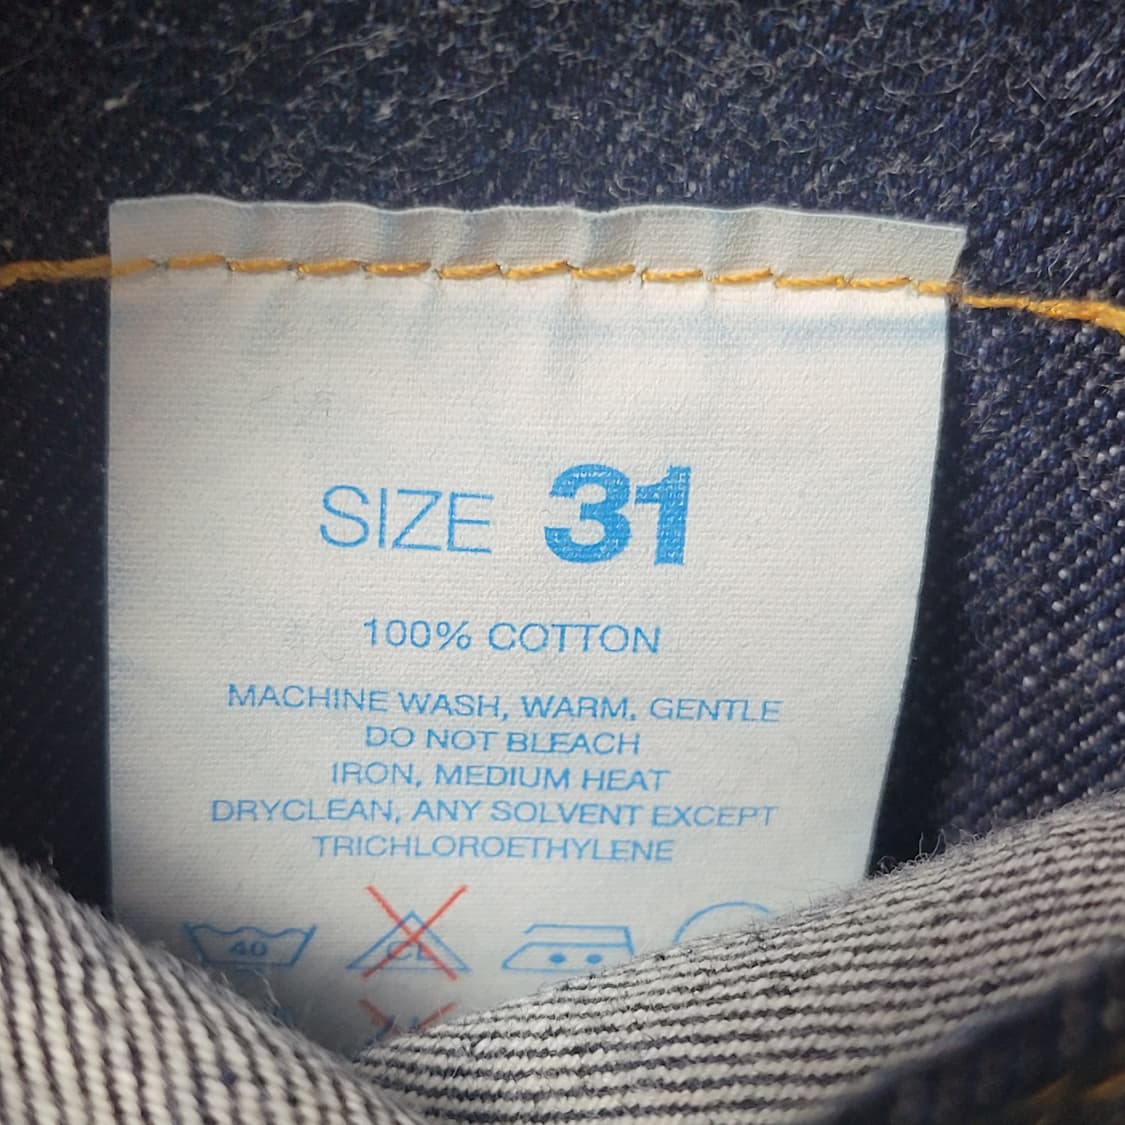 SIZE 31
100% COTTON
MACHINE WASH, WARM, GENTLE
DO NOT BLEACH
IRON, MEDIUM HEAT
DRYCLEAN, ANY SOLVENT EXCEPT
TRICHLOROETHYLENE
40 CL